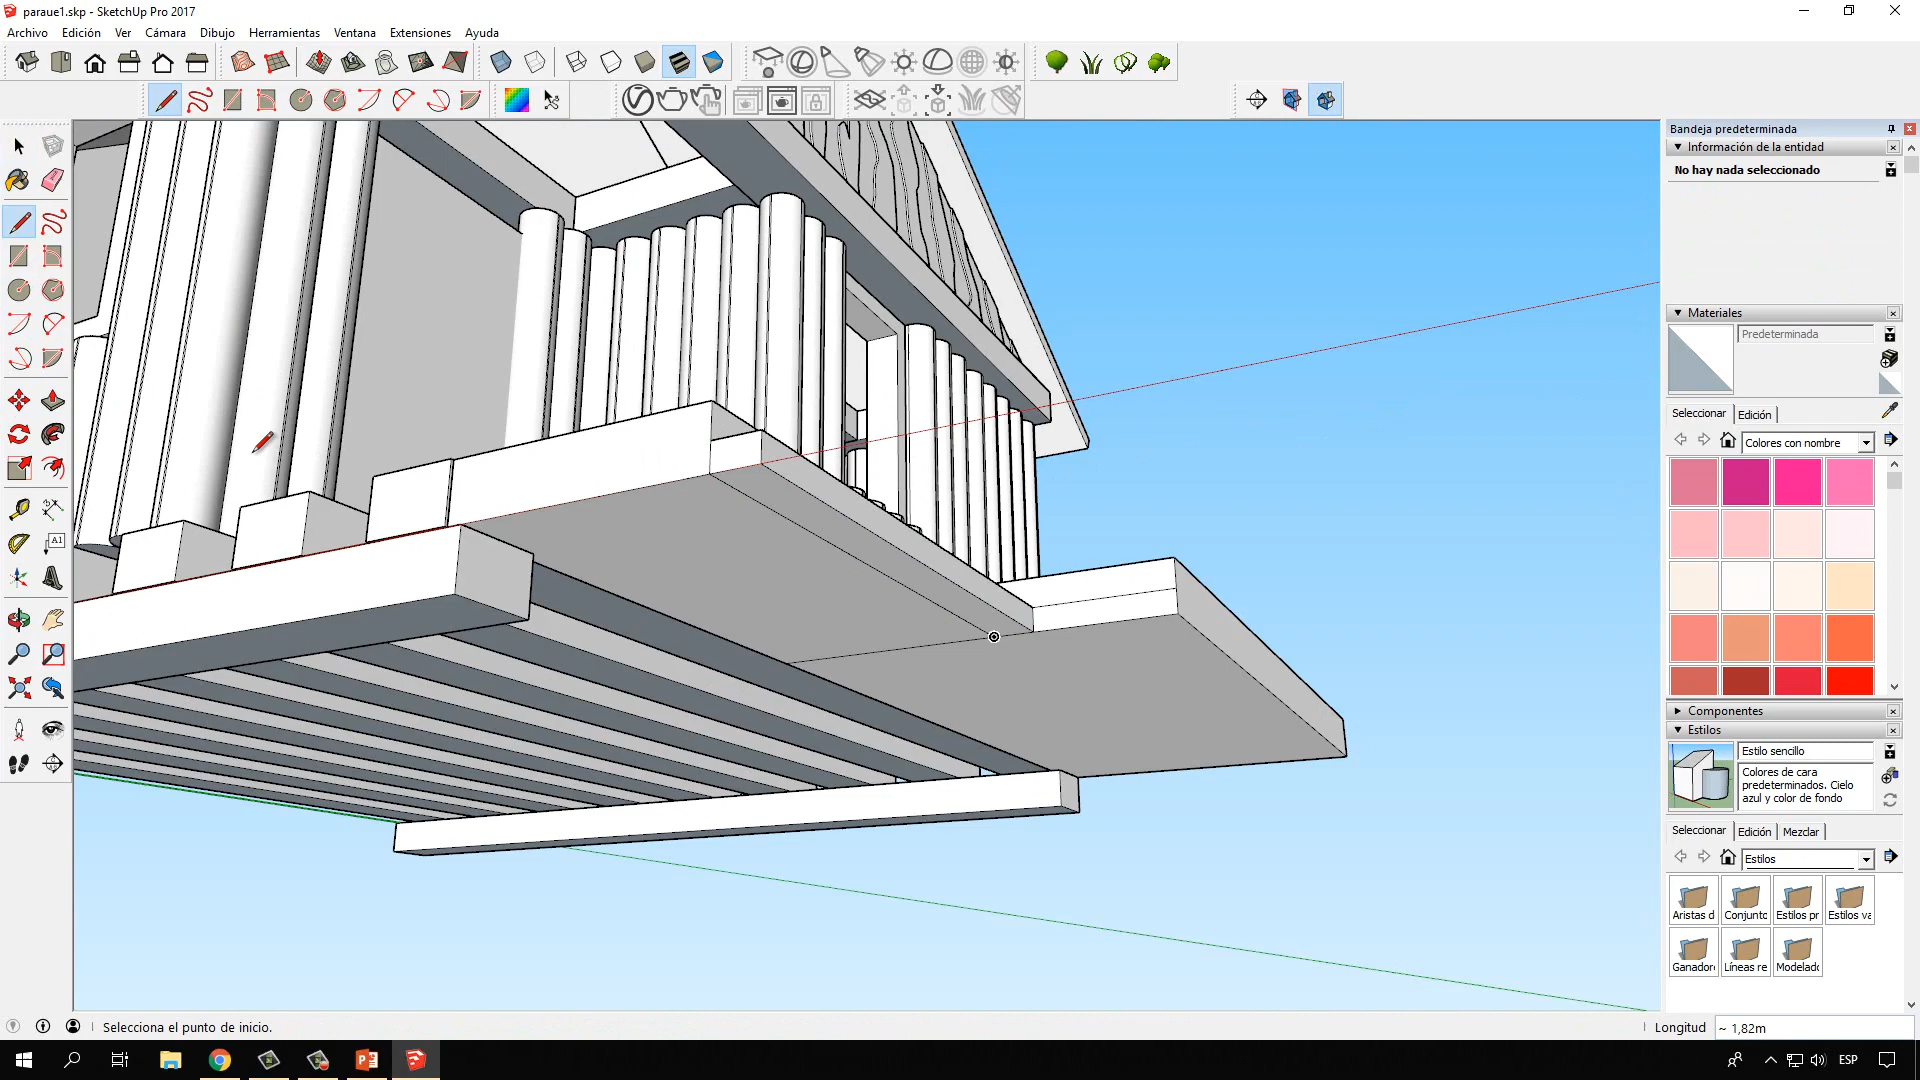 paraue1.skp - SketchUp Pro 2017
Archivo Edición Ver Cámara Dibujo Herramientas Ventana Extensiones Ayuda
Bandeja predeterminada
Información de la entidad
No hay nada seleccionado
Materiales
Predeterminada
Seleccionar Edición
Colores con nombre
A1
Componentes
Estilos
Estilo sencillo
Colores de cara
predeterminados. Cielo
azul y color de fondo
Seleccionar Edición Mezclar
Estilos
Aristas d Conjunto Estilos pr Estilos va
Ganadore Líneas re Modelado
Selecciona el punto de inicio.
Longitud ~ 1,82m
ESP